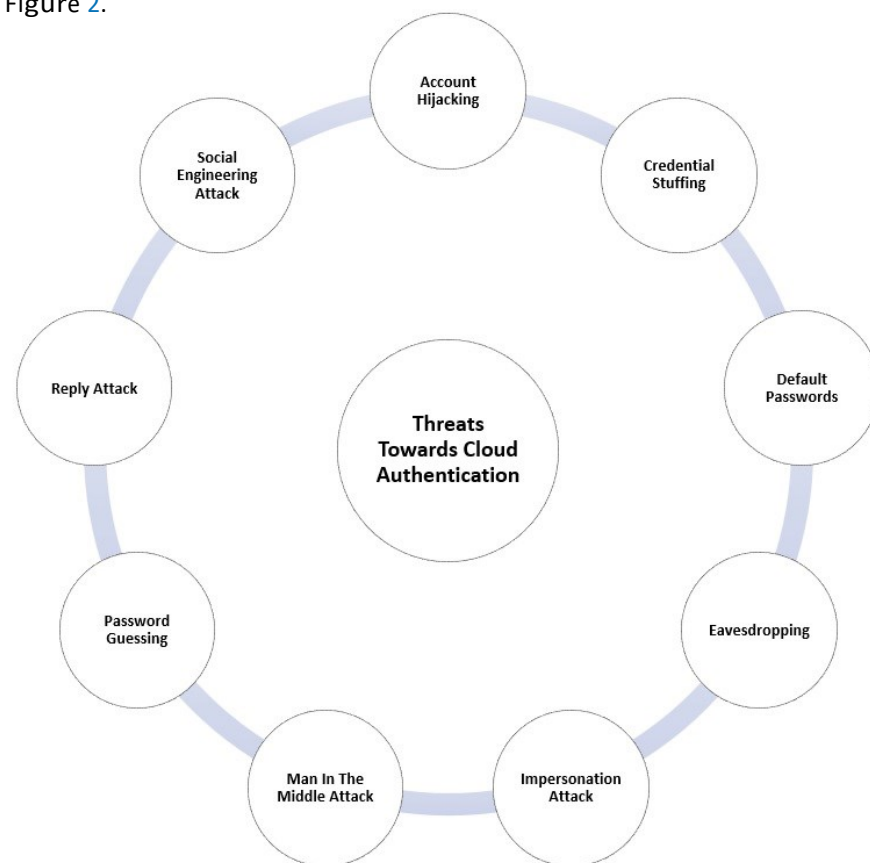 Figure 2.
Account
Hijacking
Credential
Stuffing
Default
Passwords
Eavesdropping
Impersonation
Attack
Man In The
Middle Attack
Password
Guessing
Reply Attack
Social
Engineering
Attack
Threats
Towards Cloud
Authentication